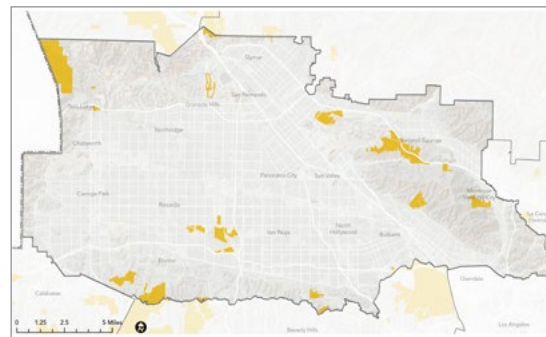 Sylmar
San Fernando
Granada Hills
Northridge
Chatsworth
Panorama City
Sun Valley
Canoga Park
Reseda
Van Nuys
North
Hollywood
Burbank
Encino
Calabasas
Glendale
Beverly Hills
Los Angeles
0 1.25 2.5 5 Miles